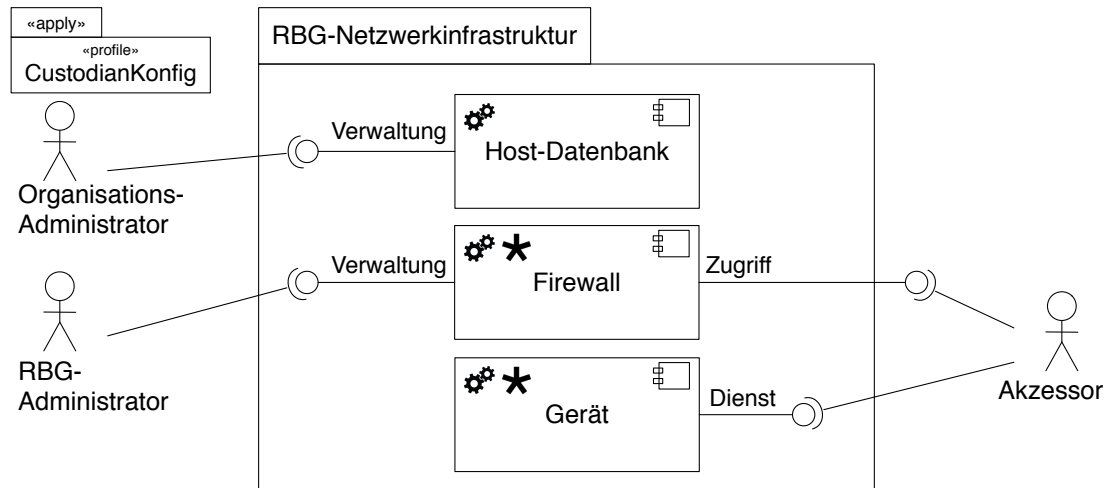 «apply»
«profile»
CustodianKonfig
RBG-Netzwerkinfrastruktur
Verwaltung
Host-Datenbank
Organisations-
Administrator
Verwaltung
Firewall
Zugriff
RBG-
Administrator
Gerät
Dienst
Akzessor